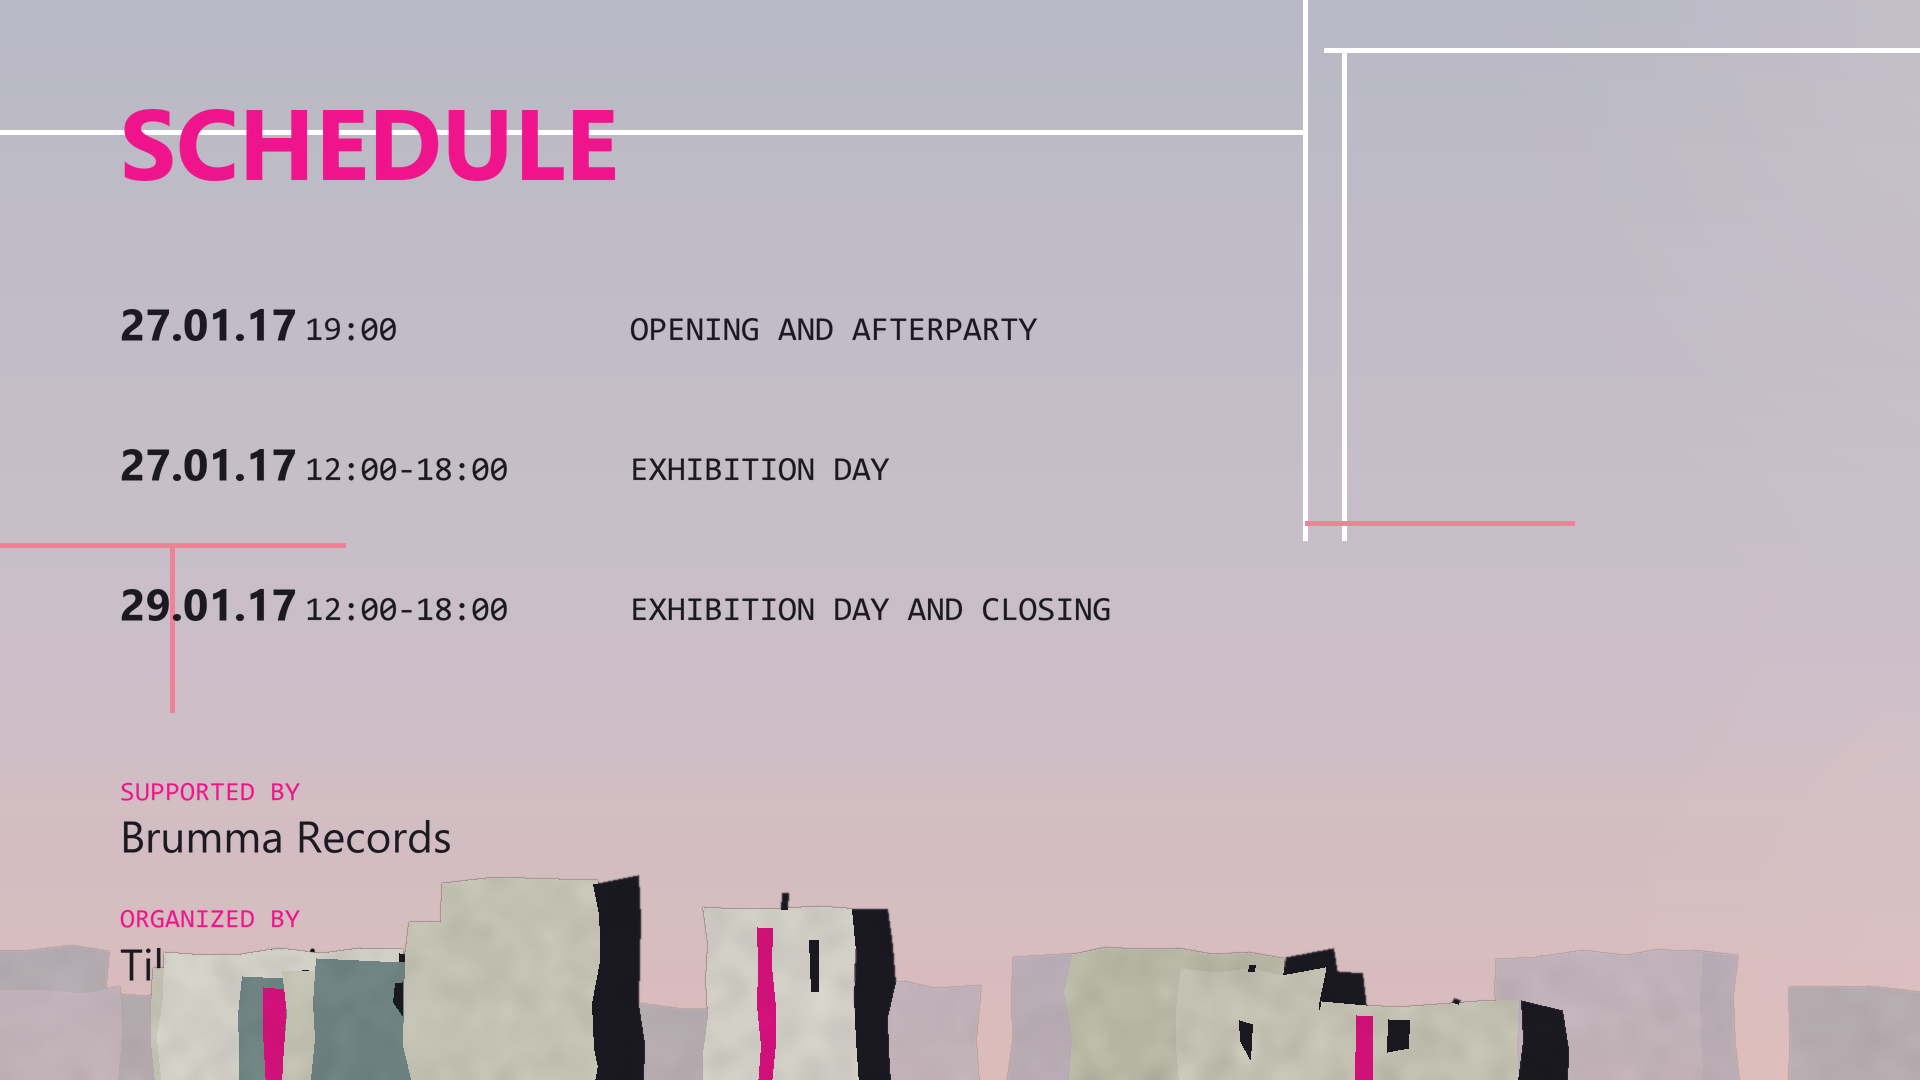 SCHEDULE
27.01.17 19:00 OPENING AND AFTERPARTY
27.01.17 12:00-18:00 EXHIBITION DAY
29.01.17 12:00-18:00 EXHIBITION DAY AND CLOSING
SUPPORTED BY
Brumma Records
ORGANIZED BY